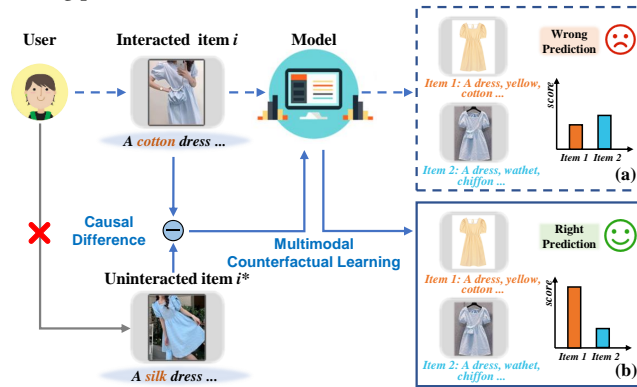 User
Interacted item i
Model
A cotton dress ...
Causal
Difference
Multimodal
Counterfactual Learning
Uninteracted item i*
A silk dress ...
Item 1: A dress, yellow,
cotton ...
Item 2: A dress, wathet,
chiffon ...
Wrong
Prediction
score
Item 1 Item 2
(a)
Item 1: A dress, yellow,
cotton ...
Item 2: A dress, wathet,
chiffon ...
Right
Prediction
score
Item 1 Item 2
(b)